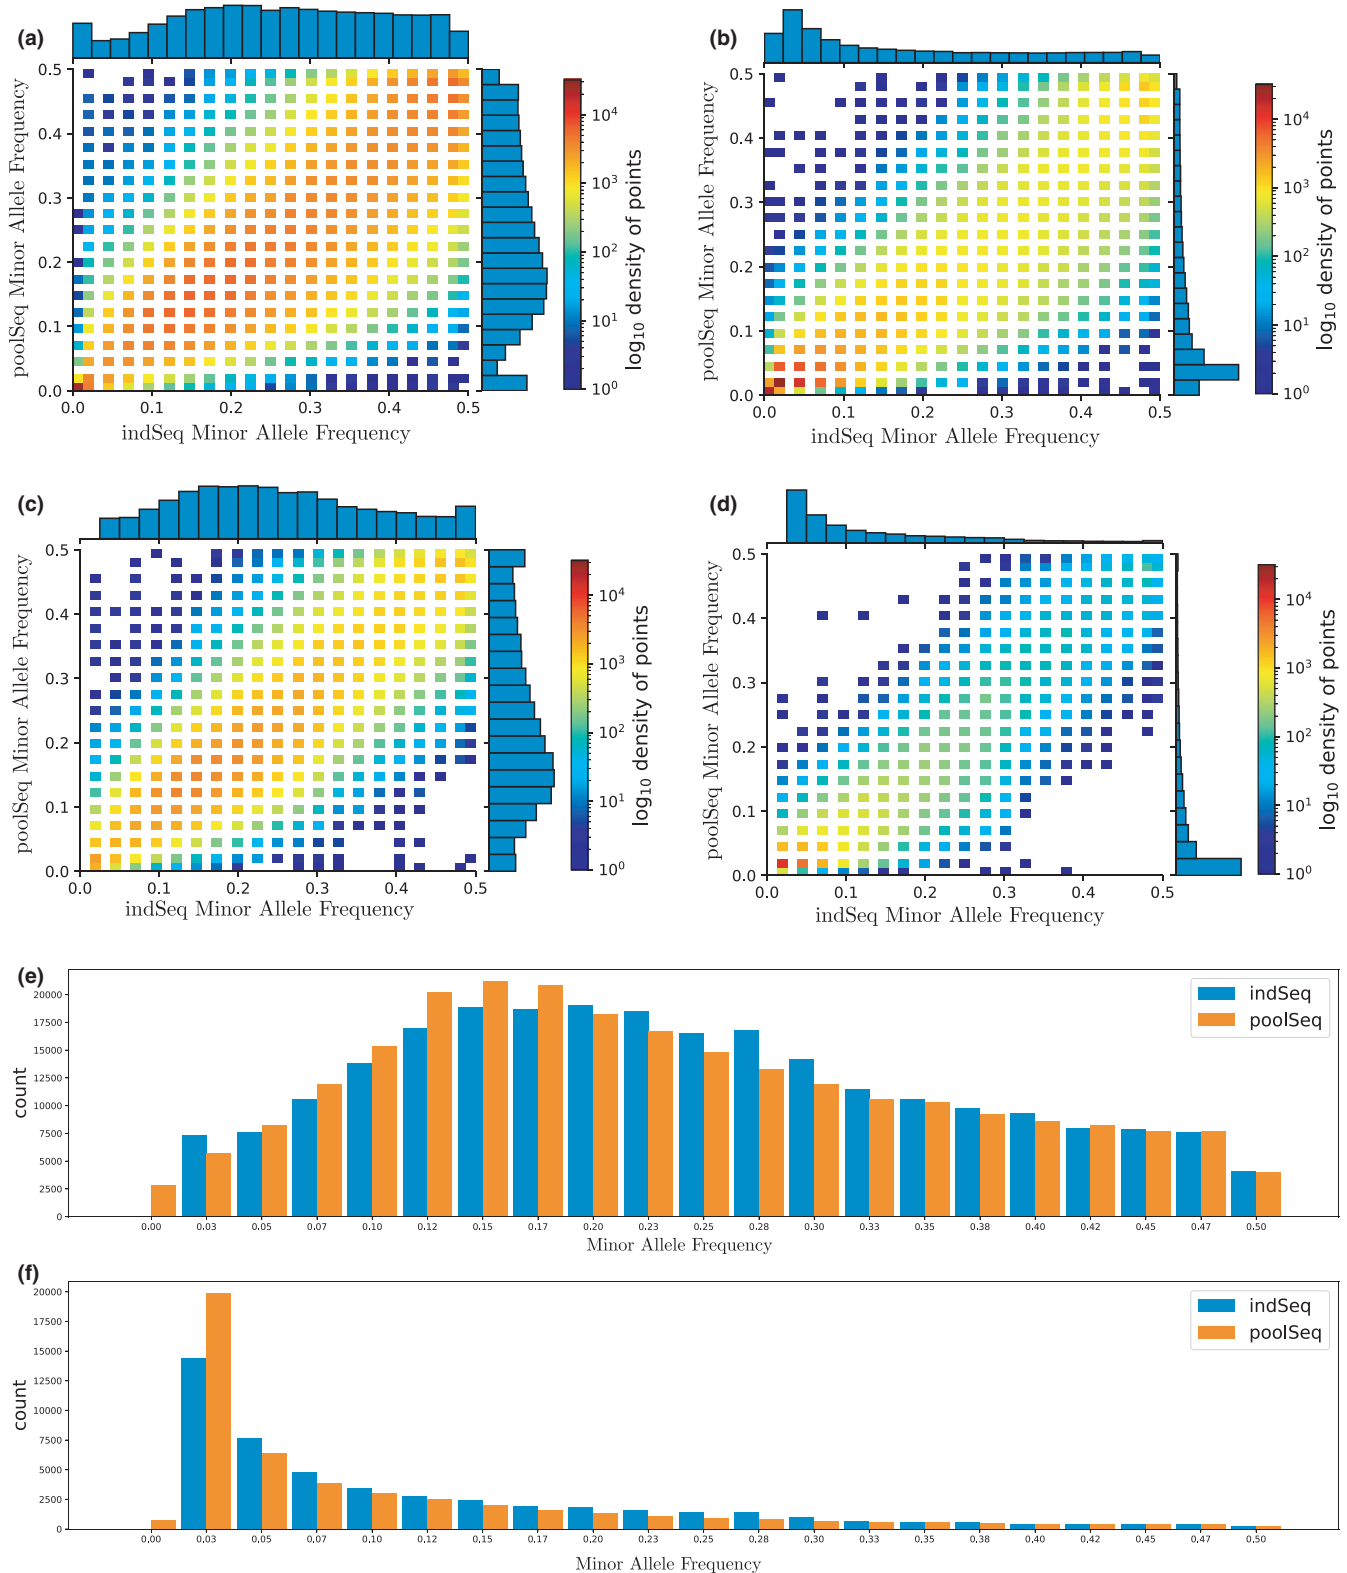 (a)
poolSeq Minor Allele Frequency
0.5
0.4
0.3
0.2
0.1
0.0
0.0 0.1 0.2 0.3 0.4 0.5
indSeq Minor Allele Frequency
10⁴
10³
10²
10¹
10⁰
log₁₀ density of points
(b)
poolSeq Minor Allele Frequency
0.5
0.4
0.3
0.2
0.1
0.0
0.0 0.1 0.2 0.3 0.4 0.5
indSeq Minor Allele Frequency
10⁴
10³
10²
10¹
10⁰
log₁₀ density of points
(c)
poolSeq Minor Allele Frequency
0.5
0.4
0.3
0.2
0.1
0.0
0.0 0.1 0.2 0.3 0.4 0.5
indSeq Minor Allele Frequency
10⁴
10³
10²
10¹
10⁰
log₁₀ density of points
(d)
poolSeq Minor Allele Frequency
0.5
0.4
0.3
0.2
0.1
0.0
0.0 0.1 0.2 0.3 0.4 0.5
indSeq Minor Allele Frequency
10⁴
10³
10²
10¹
10⁰
log₁₀ density of points
(e)
count
20000
17500
15000
12500
10000
7500
5000
2500
0
indSeq
poolSeq
0.00 0.03 0.05 0.07 0.10 0.12 0.15 0.17 0.20 0.23 0.25 0.28 0.30 0.33 0.35 0.38 0.40 0.42 0.45 0.47 0.50
Minor Allele Frequency
(f)
count
20000
17500
15000
12500
10000
7500
5000
2500
0
indSeq
poolSeq
0.00 0.03 0.05 0.07 0.10 0.12 0.15 0.17 0.20 0.23 0.25 0.28 0.30 0.33 0.35 0.38 0.40 0.42 0.45 0.47 0.50
Minor Allele Frequency